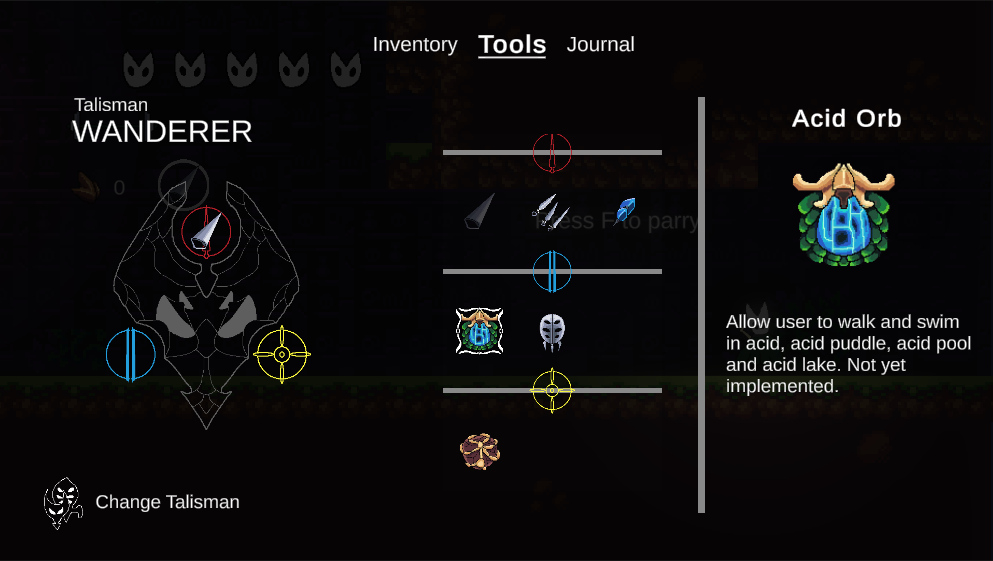 Inventory
Tools
Journal
Talisman
WANDERER
0
Press F to parry
Acid Orb
Allow user to walk and swim
in acid, acid puddle, acid pool
and acid lake. Not yet
implemented.
Change Talisman